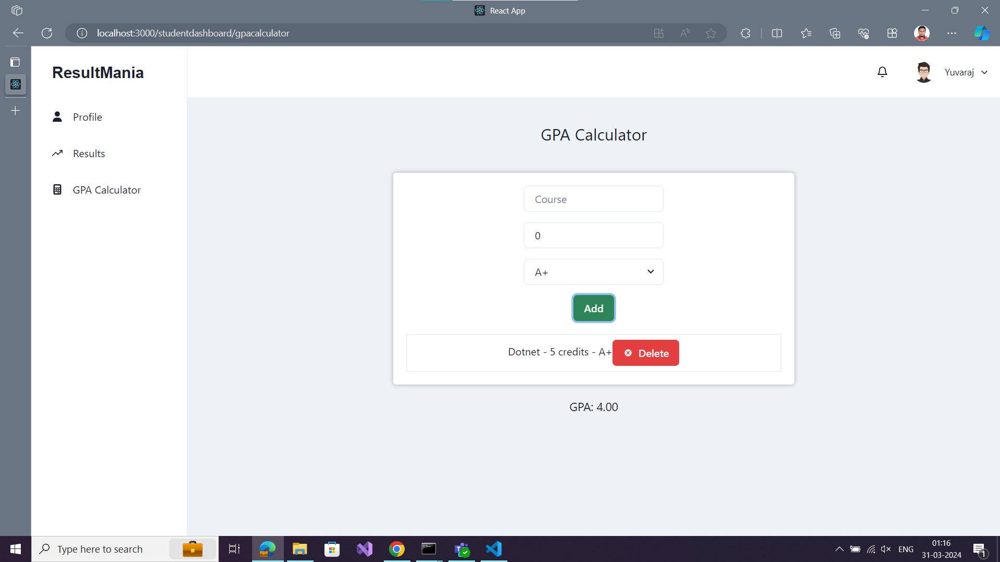 React App
localhost:3000/studentdashboard/gpacalculator
ResultMania
Yuvaraj
Profile
Results
GPA Calculator
GPA Calculator
Course
0
A+
Add
Dotnet - 5 credits - A+ Delete
GPA: 4.00
Type here to search
ENG
01:16
31-03-2024
1